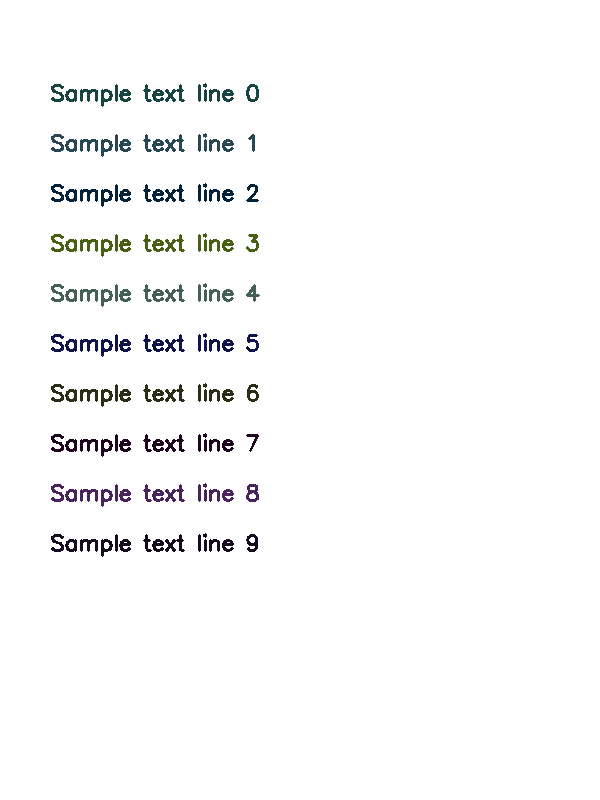 Sample text line 0
Sample text line 1
Sample text line 2
Sample text line 3
Sample text line 4
Sample text line 5
Sample text line 6
Sample text line 7
Sample text line 8
Sample text line 9